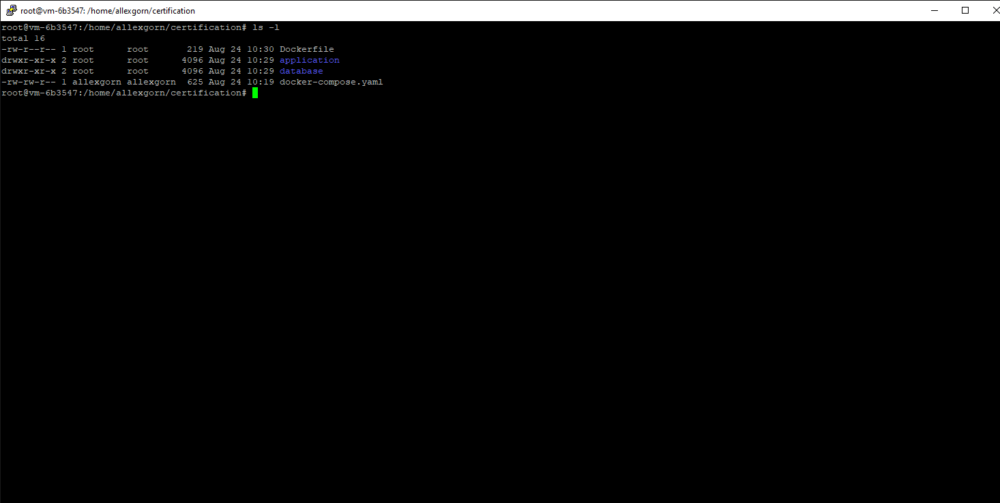 root@vm-6b3547: /home/allexgorn/certification
root@vm-6b3547:/home/allexgorn/certification# ls -l
total 16
-rw-r--r-- 1 root      root       219 Aug 24 10:30 Dockerfile
drwxr-xr-x 2 root      root      4096 Aug 24 10:29 application
drwxr-xr-x 2 root      root      4096 Aug 24 10:29 database
-rw-rw-r-- 1 allexgorn allexgorn  625 Aug 24 10:19 docker-compose.yaml
root@vm-6b3547:/home/allexgorn/certification#